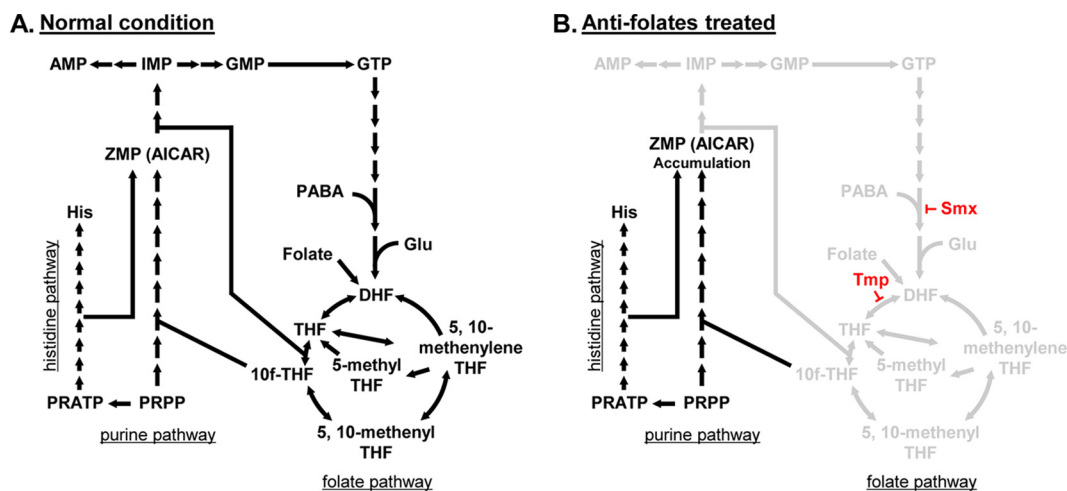 A. Normal condition
AMP IMP GMP GTP
ZMP (AICAR)
PABA
His
Glu
Folate
DHF
histidine pathway
THF
5, 10-
methenylene
THF
5-methyl
THF
10f-THF
PRATP PRPP
purine pathway
5, 10-methenyl
THF
folate pathway
B. Anti-folates treated
AMP IMP GMP GTP
ZMP (AICAR)
Accumulation
PABA
Smx
His
Glu
Folate
Tmp
DHF
histidine pathway
THF
5, 10-
methenylene
THF
5-methyl
THF
10f-THF
PRATP PRPP
purine pathway
5, 10-methenyl
THF
folate pathway